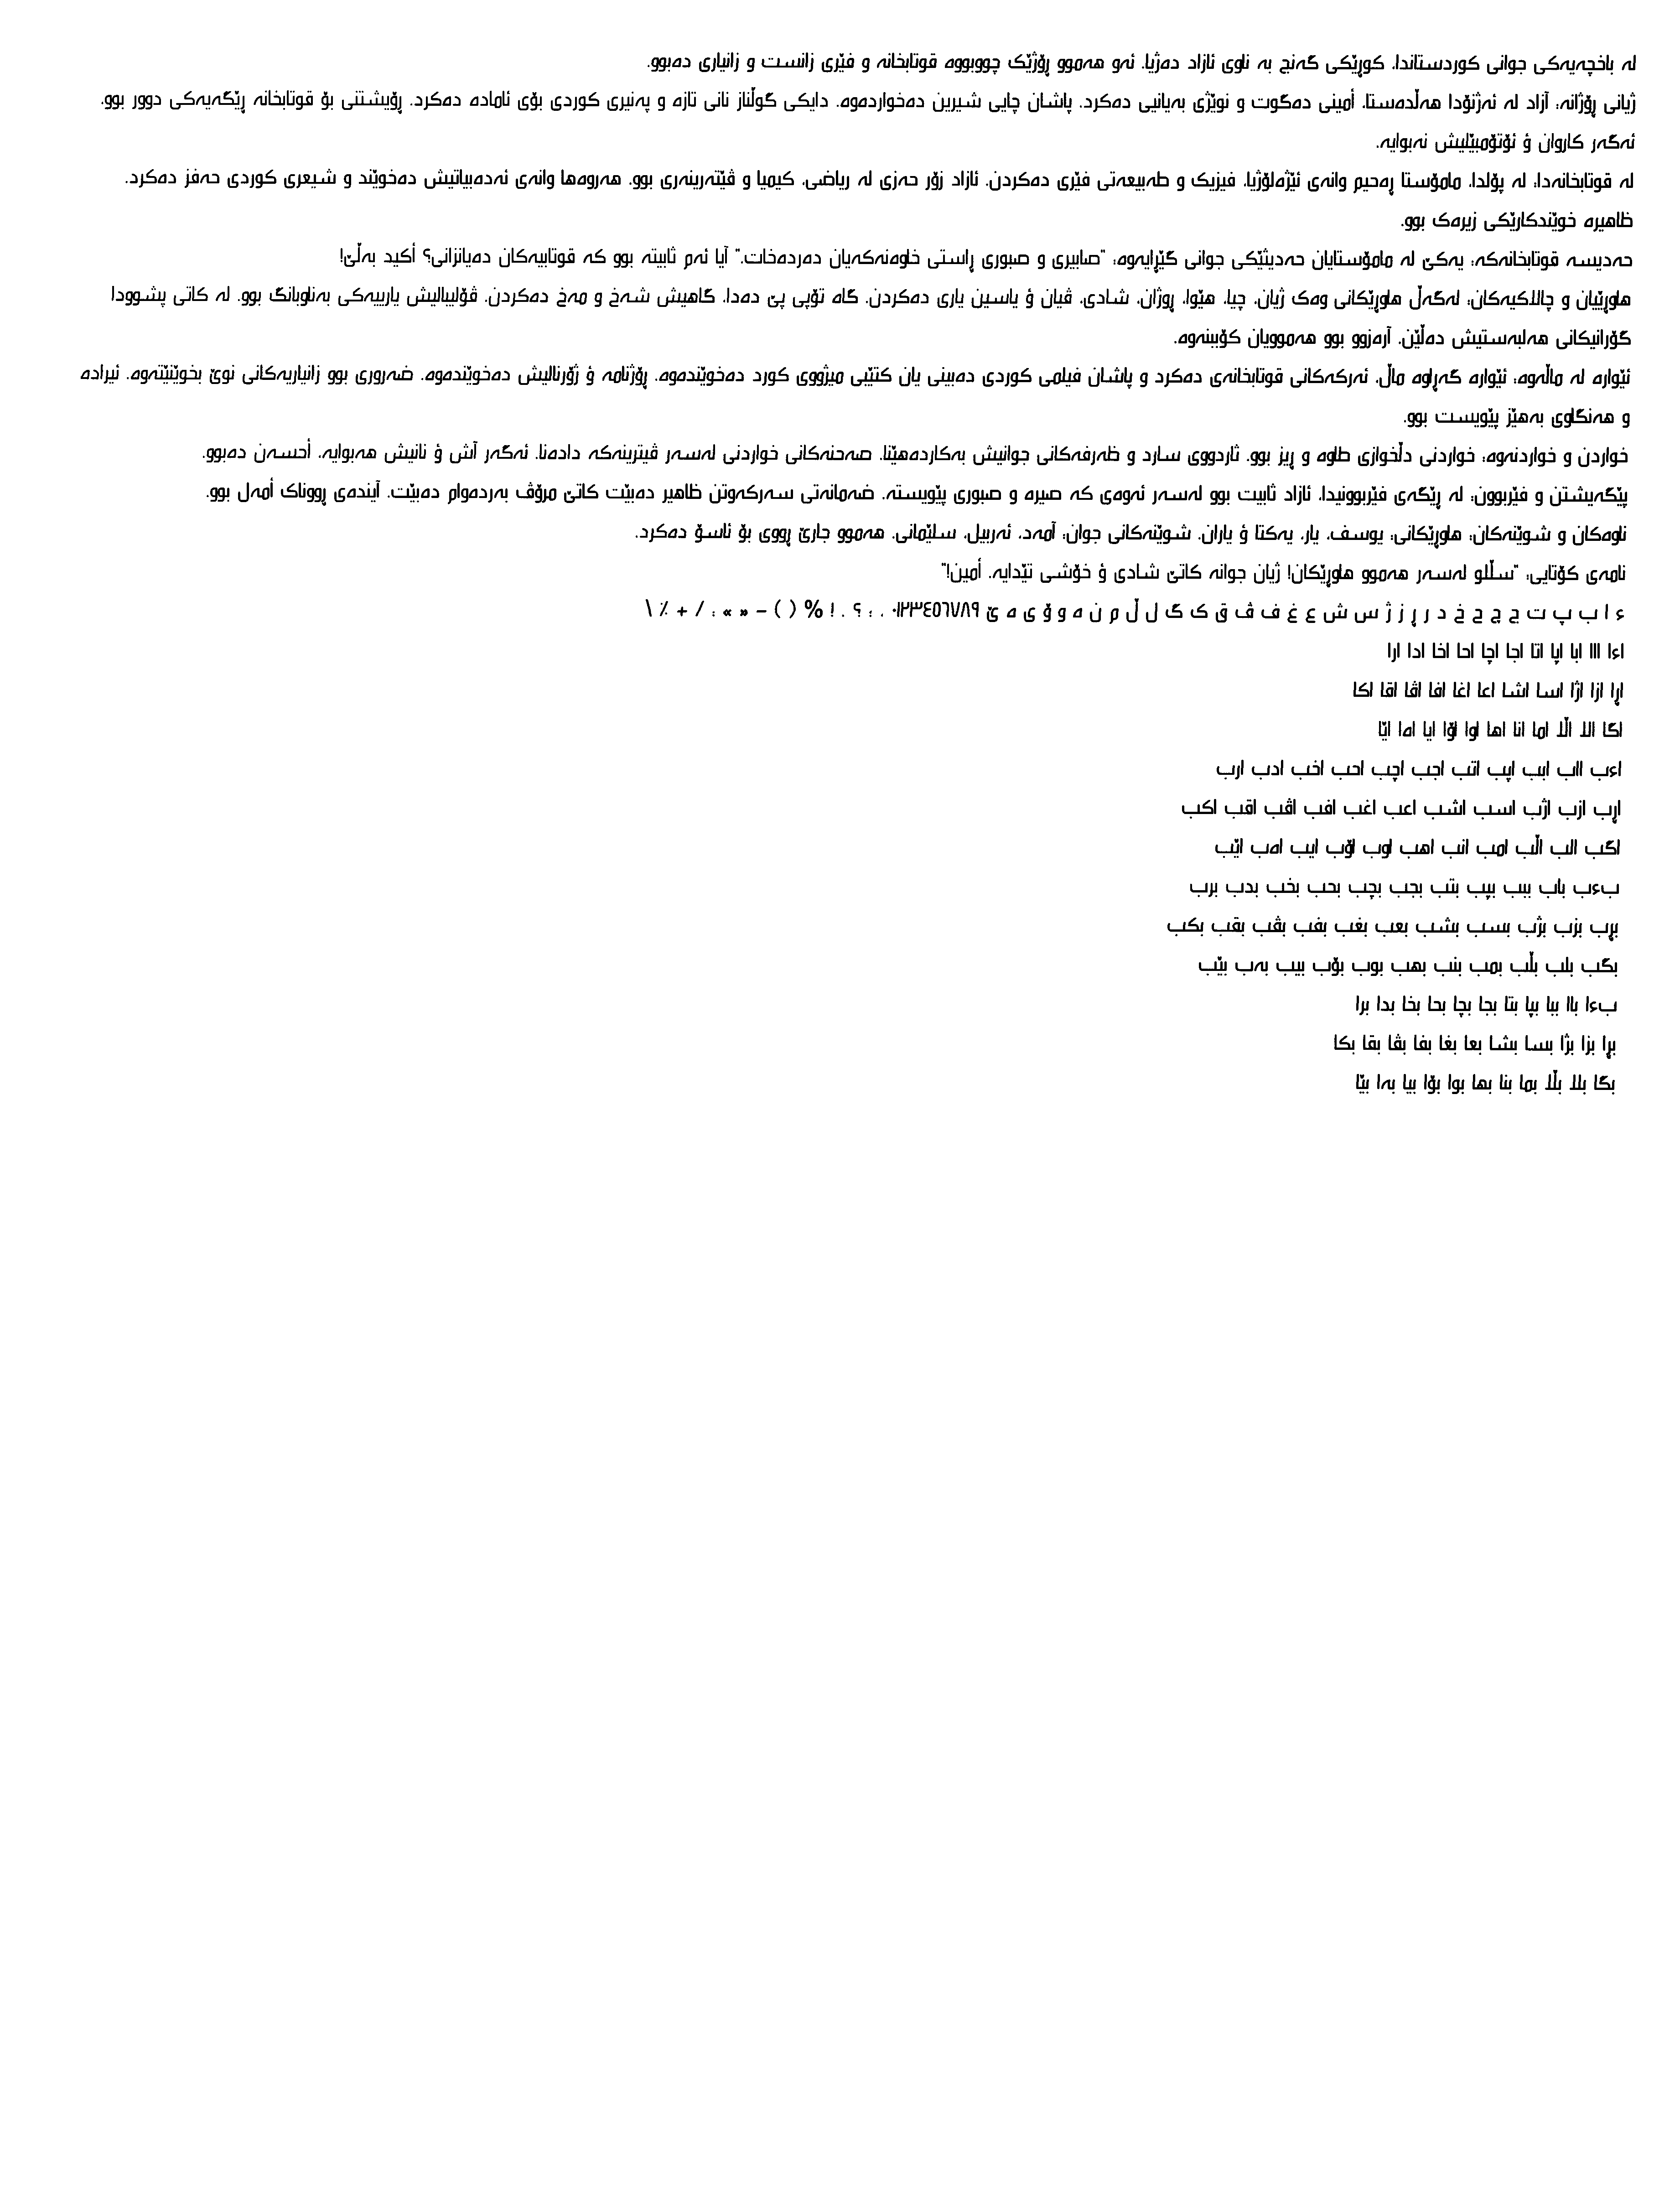 لە باخچەیەکی جوانی کوردستاندا، کوڕێکی گەنج بە ناوی ئازاد دەژیا. ئەو هەموو ڕۆژێک چووبووە قوتابخانە و فێری زانست و زانیاری دەبوو.
ژیانی ڕۆژانە: آزاد لە ئەژنۆدا هەڵدەستا، أمینی دەگوت و نوێژی بەیانیی دەکرد. پاشان چایی شیرین دەخواردەوە. دایکی گوڵناز نانی تازە و پەنیری کوردی بۆی ئامادە دەکرد. ڕۆیشتنی بۆ قوتابخانە ڕێگەیەکی دوور بوو،
ئەگەر کاروان ؤ ئۆتۆمبێلیش نەبوایە.
لە قوتابخانەدا: لە پۆلدا، مامۆستا ڕەحیم وانەی ئێژەلۆژیا، فیزیک و طەبیعەتی فێری دەکردن. ئازاد زۆر حەزی لە ریاضی، کیمیا و ڤێتەرینەری بوو. هەروەها وانەی ئەدەبیاتیش دەخوێند و شیعری کوردی حەفز دەکرد.
ظاهیرە خوێندکارێکی زیرەک بوو.
حەدیسە قوتابخانەکە: یەکێ لە مامۆستایان حەدیثێکی جوانی گێڕایەوە: "صابیری و صبوری ڕاستی خاوەنەکەیان دەردەخات." آیا ئەم ثابیتە بوو کە قوتابیەکان دەیانزانی؟ أکید بەڵێ!
هاوڕێیان و چالاکیەکان: لەگەڵ هاوڕێکانی وەک ژیان، چیا، هێوا، ڕوژان، شادی، ڤیان ؤ یاسین یاری دەکردن. گاە تۆپی پێ دەدا، گاهیش شەخ و مەخ دەکردن. ڤۆلیبالیش یارییەکی بەناوبانگ بوو. لە کاتی پشوودا
گۆرانیکانی هەلبەستیش دەڵێن. آرەزوو بوو هەموویان کۆببنەوە.
ئێوارە لە ماڵەوە: ئێوارە گەڕاوە ماڵ، ئەرکەکانی قوتابخانەی دەکرد و پاشان فیلمی کوردی دەبینی یان کتێبی میژووی کورد دەخوێندەوە. ڕۆژنامە ؤ ژۆرنالیش دەخوێندەوە. ضەروری بوو زانیاریەکانی نوێ بخوێنێتەوە. ئیرادە
و هەنگاوی بەهێز پێویست بوو.
خواردن و خواردنەوە: خواردنی دڵخوازی طاوە و ڕیز بوو. ئاردووی سارد و ظەرفەکانی جوانیش بەکاردەهێنا. صەحنەکانی خواردنی لەسەر ڤیترینەکە دادەنا. ئەگەر آش ؤ نانیش هەبوایە، أحسەن دەبوو.
پێگەیشتن و فێربوون: لە ڕێگەی فێربوونیدا، ئازاد ثابیت بوو لەسەر ئەوەی کە صیرە و صبوری پێویستە. ضەمانەتی سەرکەوتن ظاهیر دەبێت کاتێ مرۆڤ بەردەوام دەبێت. آیندەی ڕووناک أمەل بوو.
ناوەکان و شوێنەکان: هاوڕێکانی: یوسف، یار، یەکتا ؤ یاران. شوێنەکانی جوان: آمەد، ئەربیل، سلێمانی. هەموو جارێ ڕووی بۆ ئاسۆ دەکرد.
نامەی کۆتایی: "سڵلو لەسەر هەموو هاوڕێکان! ژیان جوانە کاتێ شادی ؤ خۆشی تێدایە. أمین!"
ء ا ب پ ت ج چ ح خ د ر ڕ ز ژ س ش ع غ ف ڤ ق ک گ ل ڵ م ن ە و ۆ ی ە ێ ٠١٢٣٤٥٦٧٨٩ ، ؛ ؟ . ! % ( ) - « » : / + ٪ \
اءا ااا ابا اپا اتا اجا اچا احا اخا ادا ارا
اڕا ازا اژا اسا اشا اعا اغا افا اڤا اقا اکا
اگا الا اڵا اما انا اها اوا اۆا ایا اەا اێا
اءب ااب ابب اپب اتب اجب اچب احب اخب ادب ارب
اڕب ازب اژب اسب اشب اعب اغب افب اڤب اقب اکب
اگب الب اڵب امب انب اهب اوب اۆب ایب اەب اێب
بءب باب ببب بپب بتب بجب بچب بحب بخب بدب برب
بڕب بزب بژب بسب بشب بعب بغب بفب بڤب بقب بکب
بگب بلب بڵب بمب بنب بهب بوب بۆب بیب بەب بێب
بءا باا ببا بپا بتا بجا بچا بحا بخا بدا برا
بڕا بزا بژا بسا بشا بعا بغا بفا بڤا بقا بکا
بگا بلا بڵا بما بنا بها بوا بۆا بیا بەا بێا